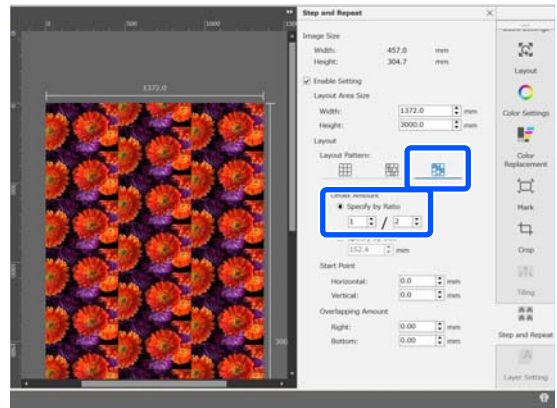 Step and Repeat
Image Size
Width: 457.0 mm
Height: 304.7 mm
Enable Setting
Layout Area Size
Width: 1372.0 mm
Height: 3000.0 mm
Layout
Layout Pattern:
Specify by Ratio
1 / 2
152.4 mm
Start Point
Horizontal: 0.0 mm
Vertical: 0.0 mm
Overlapping Amount
Right: 0.00 mm
Bottom: 0.00 mm
0
500
1000
1372.0
Layout
Color Settings
Color
Replacement
Mark
Crop
Tiling
Step and Repeat
Layer Setting